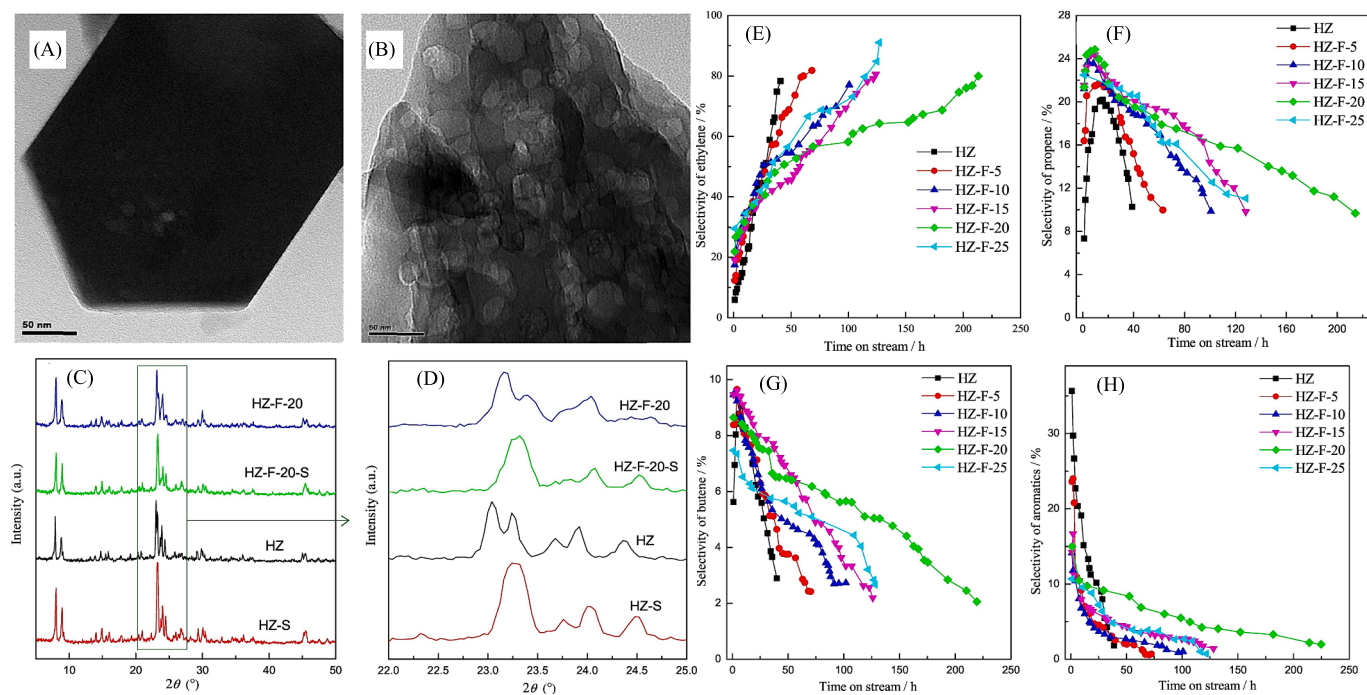 (A)
50 nm
(B)
50 nm
(C)
HZ-F-20
HZ-F-20-S
HZ
HZ-S
Intensity (a.u.)
5 10 20 30 40 50
2θ (°)
(D)
HZ-F-20
HZ-F-20-S
HZ
HZ-S
Intensity (a.u.)
22.0 22.5 23.0 23.5 24.0 24.5 25.0
2θ (°)
(E)
100
80
60
40
20
0
Selectivity of ethylene / %
HZ
HZ-F-5
HZ-F-10
HZ-F-15
HZ-F-20
HZ-F-25
0 50 100 150 200 250
Time on stream / h
(F)
28
24
20
16
12
8
4
Selectivity of propene / %
HZ
HZ-F-5
HZ-F-10
HZ-F-15
HZ-F-20
HZ-F-25
0 40 80 120 160 200
Time on stream / h
(G)
10
8
6
4
2
0
Selectivity of butene / %
HZ
HZ-F-5
HZ-F-10
HZ-F-15
HZ-F-20
HZ-F-25
0 50 100 150 200 250
Time on stream / h
(H)
30
20
10
0
Selectivity of aromatics / %
HZ
HZ-F-5
HZ-F-10
HZ-F-15
HZ-F-20
HZ-F-25
0 50 100 150 200 250
Time on stream / h